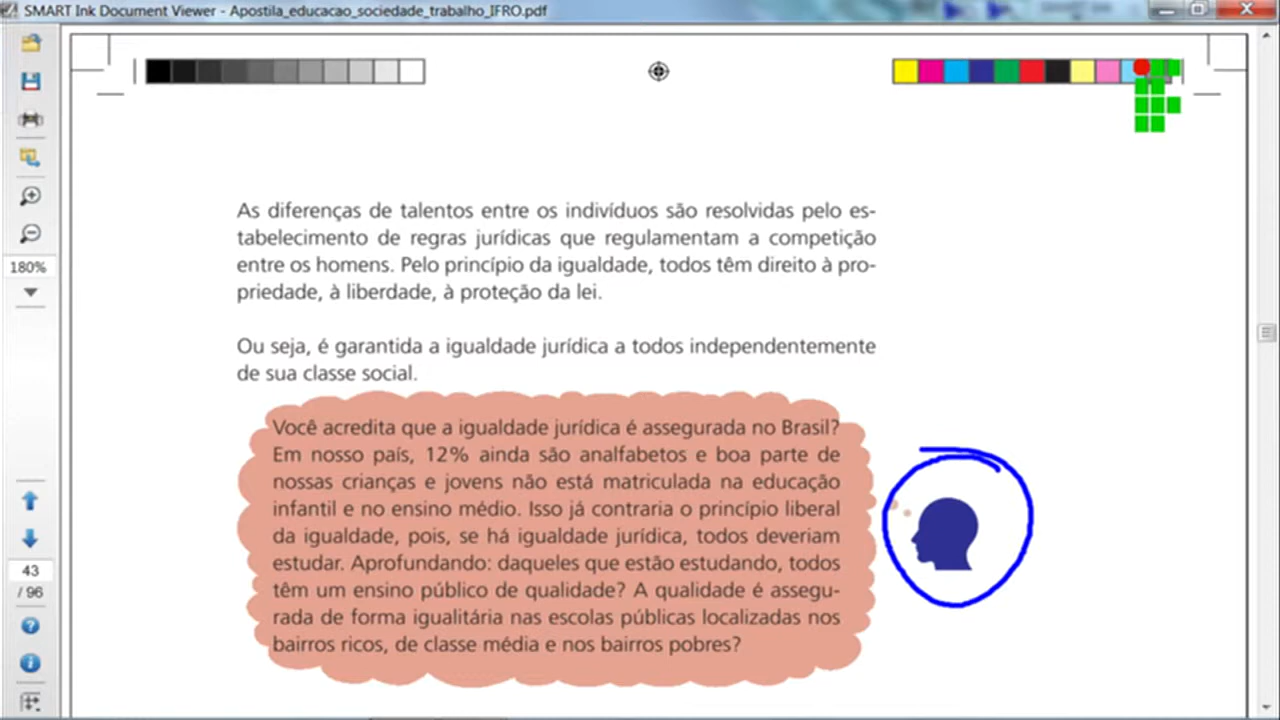 SMART Ink Document Viewer - Apostila_educacao_sociedade_trabalho_IFRO.pdf
180%
43
/ 96
As diferenças de talentos entre os indivíduos são resolvidas pelo es-
tabelecimento de regras jurídicas que regulamentam a competição
entre os homens. Pelo princípio da igualdade, todos têm direito à pro-
priedade, à liberdade, à proteção da lei.
Ou seja, é garantida a igualdade jurídica a todos independentemente
de sua classe social.
Você acredita que a igualdade jurídica é assegurada no Brasil?
Em nosso país, 12% ainda são analfabetos e boa parte de
nossas crianças e jovens não está matriculada na educação
infantil e no ensino médio. Isso já contraria o princípio liberal
da igualdade, pois, se há igualdade jurídica, todos deveriam
estudar. Aprofundando: daqueles que estão estudando, todos
têm um ensino público de qualidade? A qualidade é assegu-
rada de forma igualitária nas escolas públicas localizadas nos
bairros ricos, de classe média e nos bairros pobres?